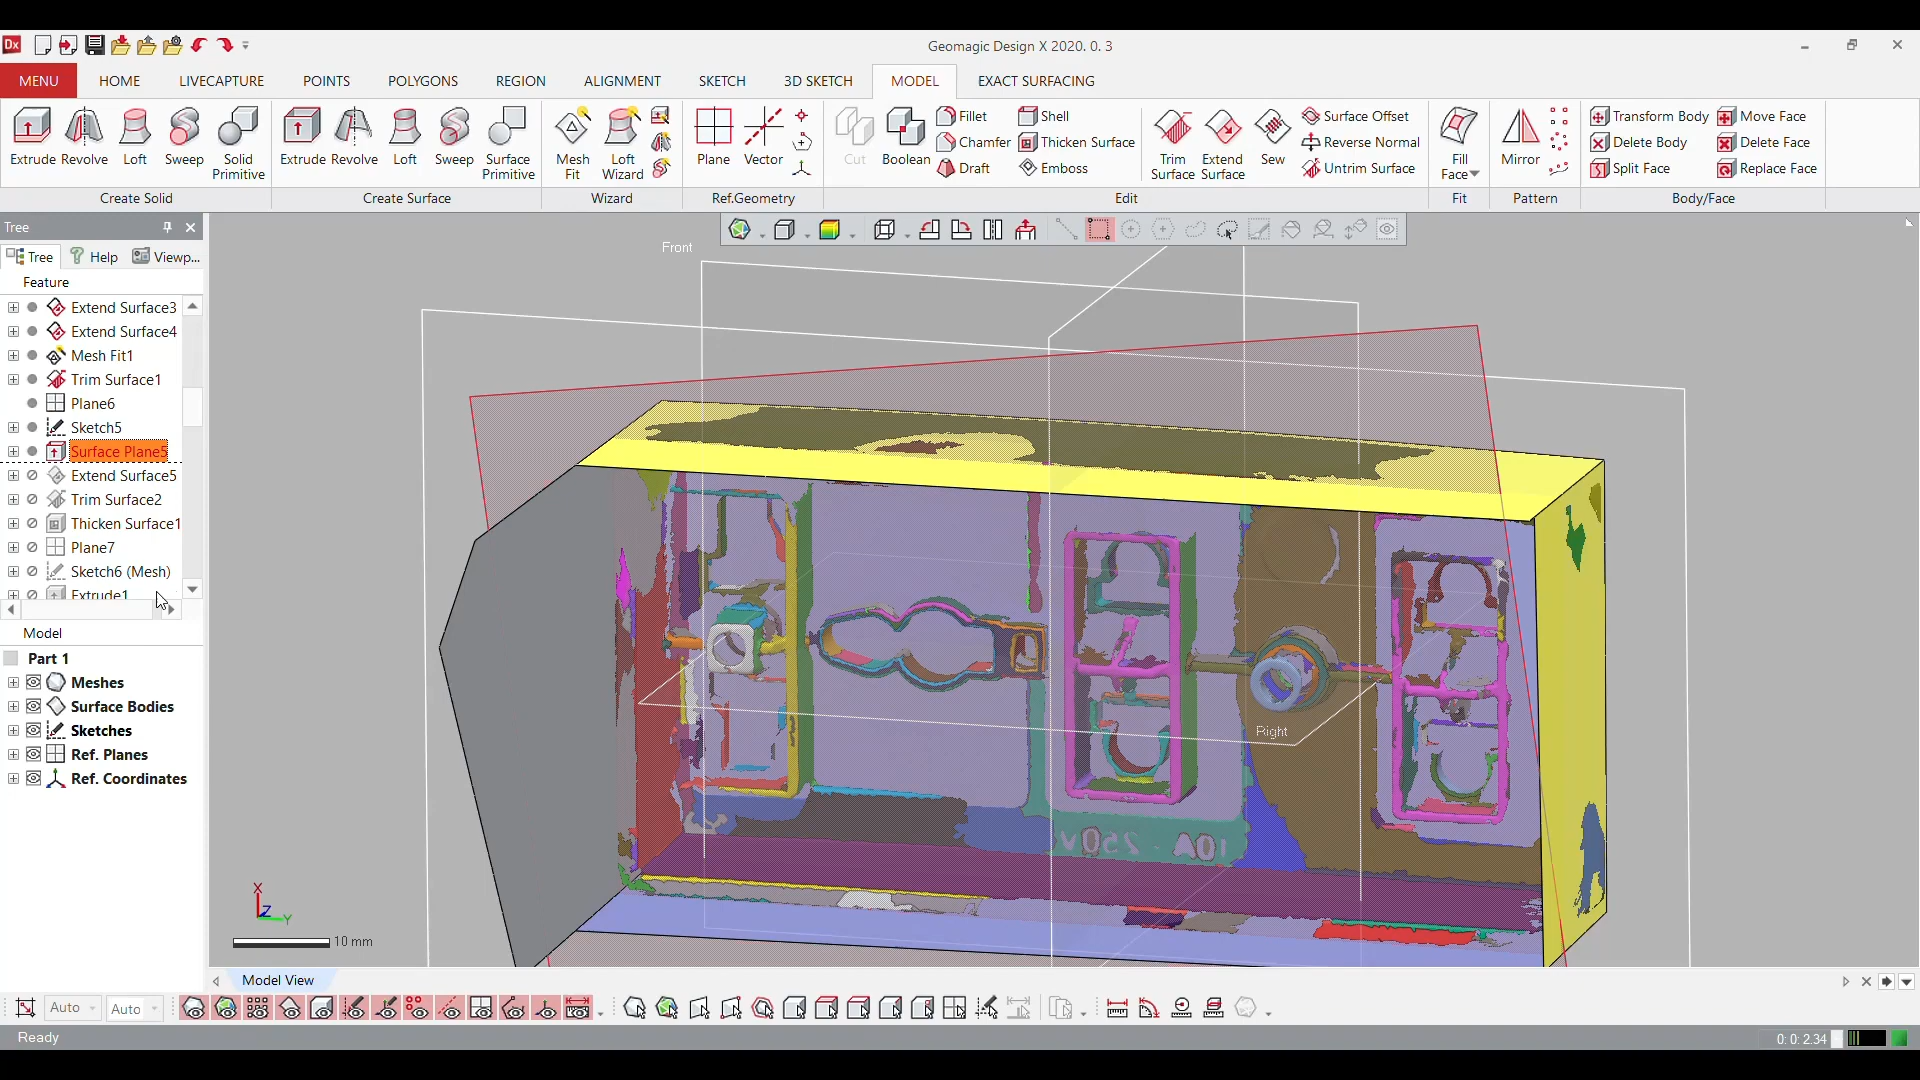 Dx
Geomagic Design X 2020. 0. 3
MENU HOME LIVECAPTURE POINTS POLYGONS REGION ALIGNMENT SKETCH 3D SKETCH MODEL EXACT SURFACING
Extrude Revolve Loft Sweep Solid Primitive
Create Solid
Extrude Revolve Loft Sweep Surface Primitive
Create Surface
Mesh Fit Loft Wizard
Wizard
Plane Vector
Ref.Geometry
Cut Boolean
Fillet
Chamfer
Draft
Shell
Thicken Surface
Emboss
Trim Surface Extend Surface Sew
Surface Offset
Reverse Normal
Untrim Surface
Edit
Fill Face
Fit
Mirror
Pattern
Transform Body Move Face
Delete Body Delete Face
Split Face Replace Face
Body/Face
Tree
Tree Help Viewp...
Feature
Extend Surface3
Extend Surface4
Mesh Fit1
Trim Surface1
Plane6
Sketch5
Surface Plane5
Extend Surface5
Trim Surface2
Thicken Surface1
Plane7
Sketch6 (Mesh)
Extrude1
Model
Part 1
Meshes
Surface Bodies
Sketches
Ref. Planes
Ref. Coordinates
Front
Right
X
Z
Y
10 mm
Model View
Auto Auto
Ready
0: 0: 2.34